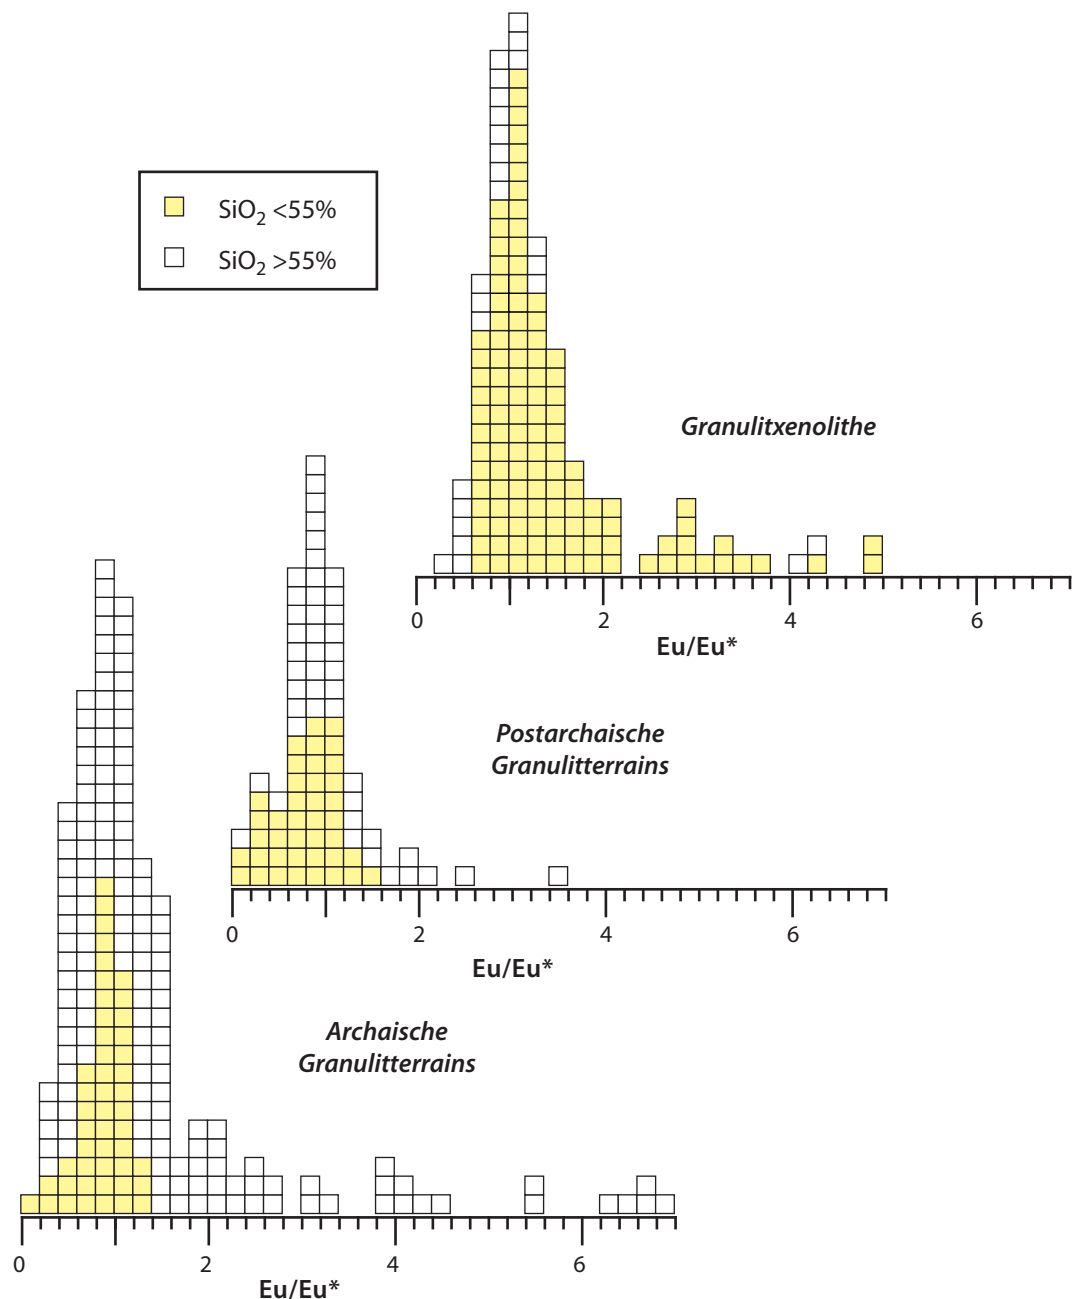 SiO2 <55%
SiO2 >55%
Granulitxenolithe
0 2 4 6
Eu/Eu*
Postarchaische
Granulitterrains
0 2 4 6
Eu/Eu*
Archaische
Granulitterrains
0 2 4 6
Eu/Eu*